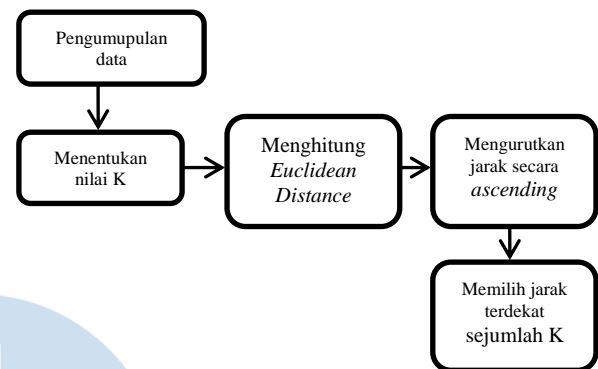 Pengumupulan
data
Menentukan
nilai K
Menghitung
Euclidean
Distance
Mengurutkan
jarak secara
ascending
Memilih jarak
terdekat
sejumlah K